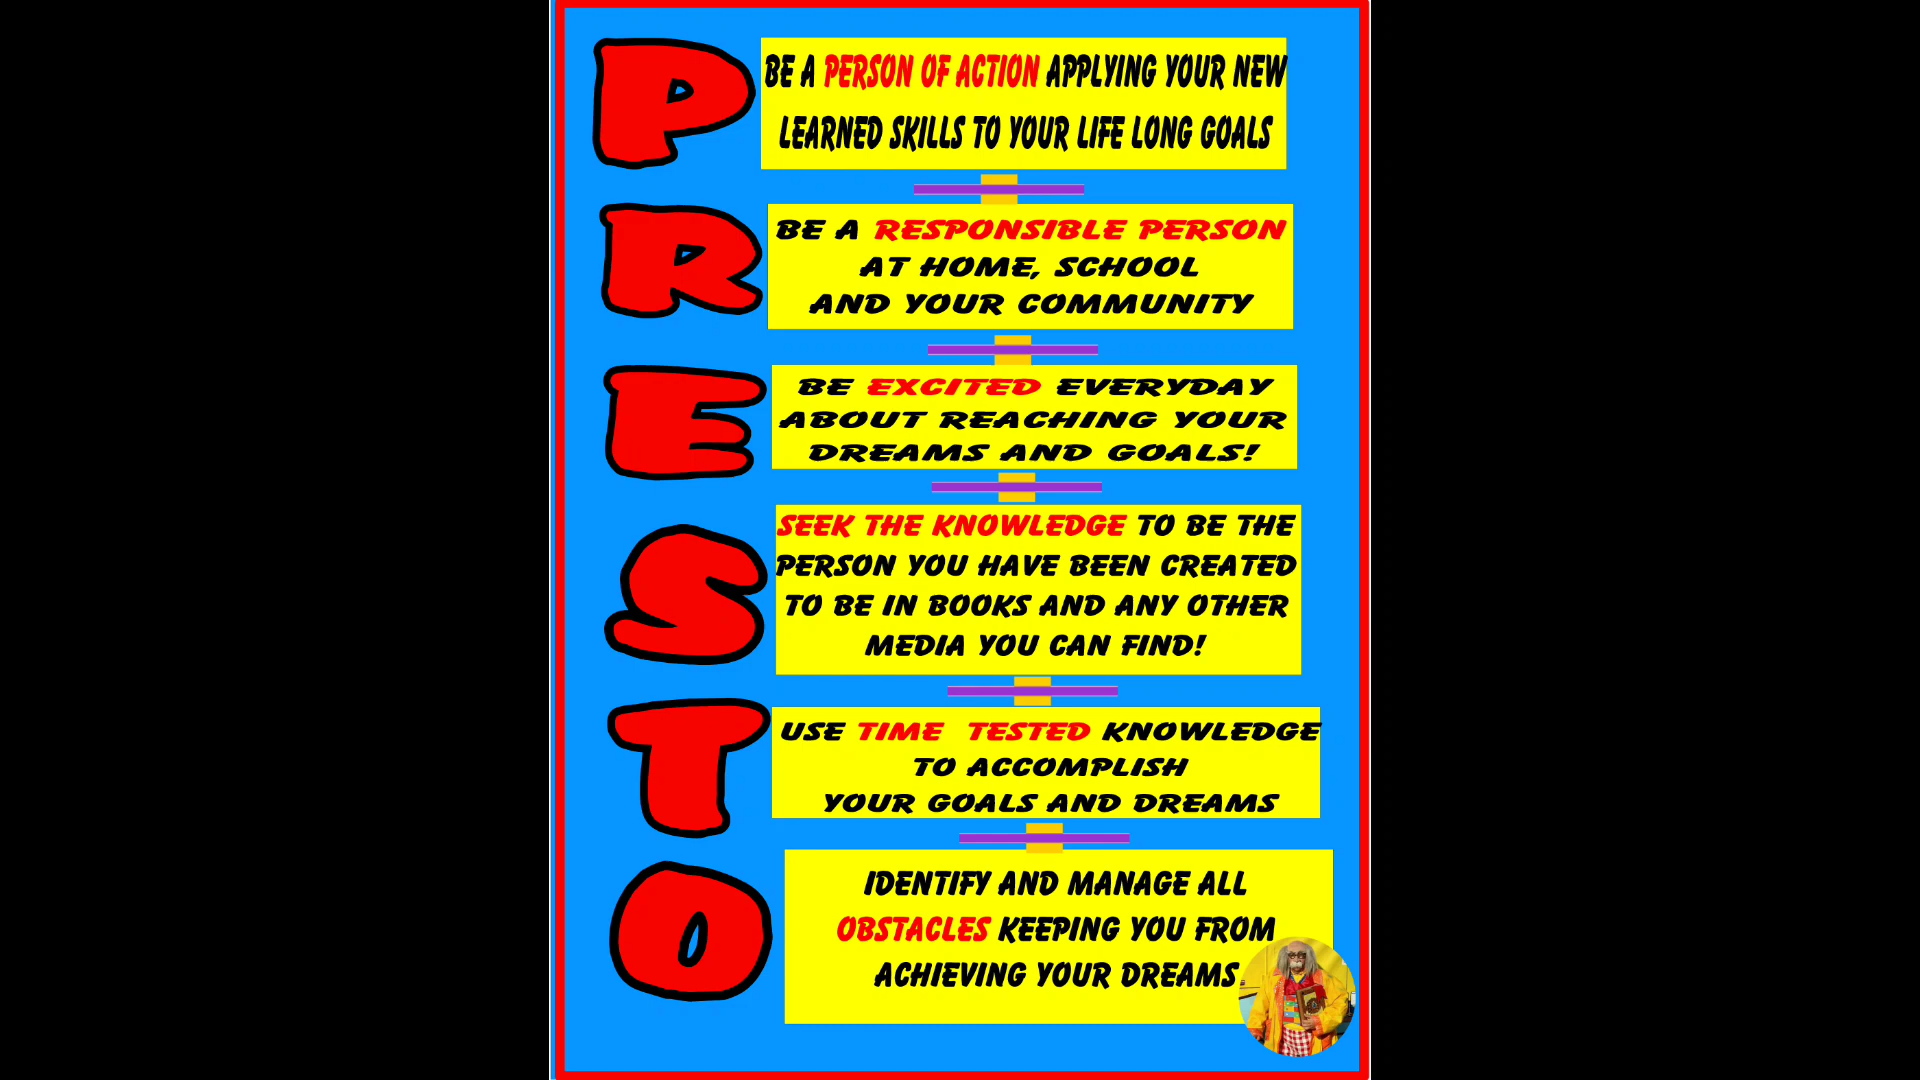 P
BE A PERSON OF ACTION APPLYING YOUR NEW
LEARNED SKILLS TO YOUR LIFE LONG GOALS
R
BE A RESPONSIBLE PERSON
AT HOME, SCHOOL
AND YOUR COMMUNITY
E
BE EXCITED EVERYDAY
ABOUT REACHING YOUR
DREAMS AND GOALS!
S
SEEK THE KNOWLEDGE TO BE THE
PERSON YOU HAVE BEEN CREATED
TO BE IN BOOKS AND ANY OTHER
MEDIA YOU CAN FIND!
T
USE TIME TESTED KNOWLEDGE
TO ACCOMPLISH
YOUR GOALS AND DREAMS
O
IDENTIFY AND MANAGE ALL
OBSTACLES KEEPING YOU FROM
ACHIEVING YOUR DREAMS